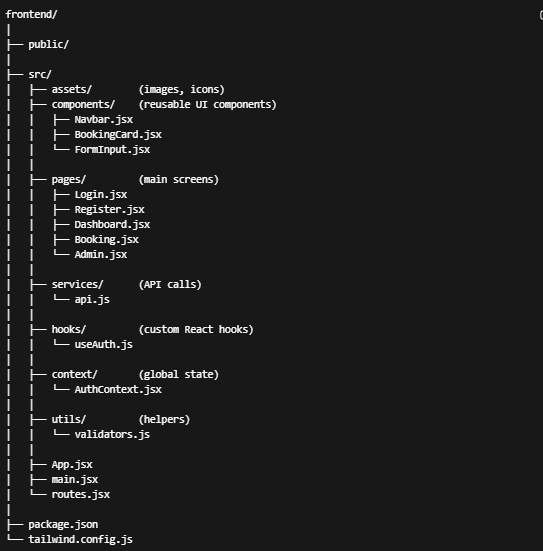 frontend/
│
├── public/
│
├── src/
│   ├── assets/        (images, icons)
│   ├── components/    (reusable UI components)
│   │   ├── Navbar.jsx
│   │   ├── BookingCard.jsx
│   │   └── FormInput.jsx
│   │
│   ├── pages/         (main screens)
│   │   ├── Login.jsx
│   │   ├── Register.jsx
│   │   ├── Dashboard.jsx
│   │   ├── Booking.jsx
│   │   └── Admin.jsx
│   │
│   ├── services/      (API calls)
│   │   └── api.js
│   │
│   ├── hooks/         (custom React hooks)
│   │   └── useAuth.js
│   │
│   ├── context/       (global state)
│   │   └── AuthContext.jsx
│   │
│   ├── utils/         (helpers)
│   │   └── validators.js
│   │
│   ├── App.jsx
│   ├── main.jsx
│   └── routes.jsx
│
├── package.json
└── tailwind.config.js